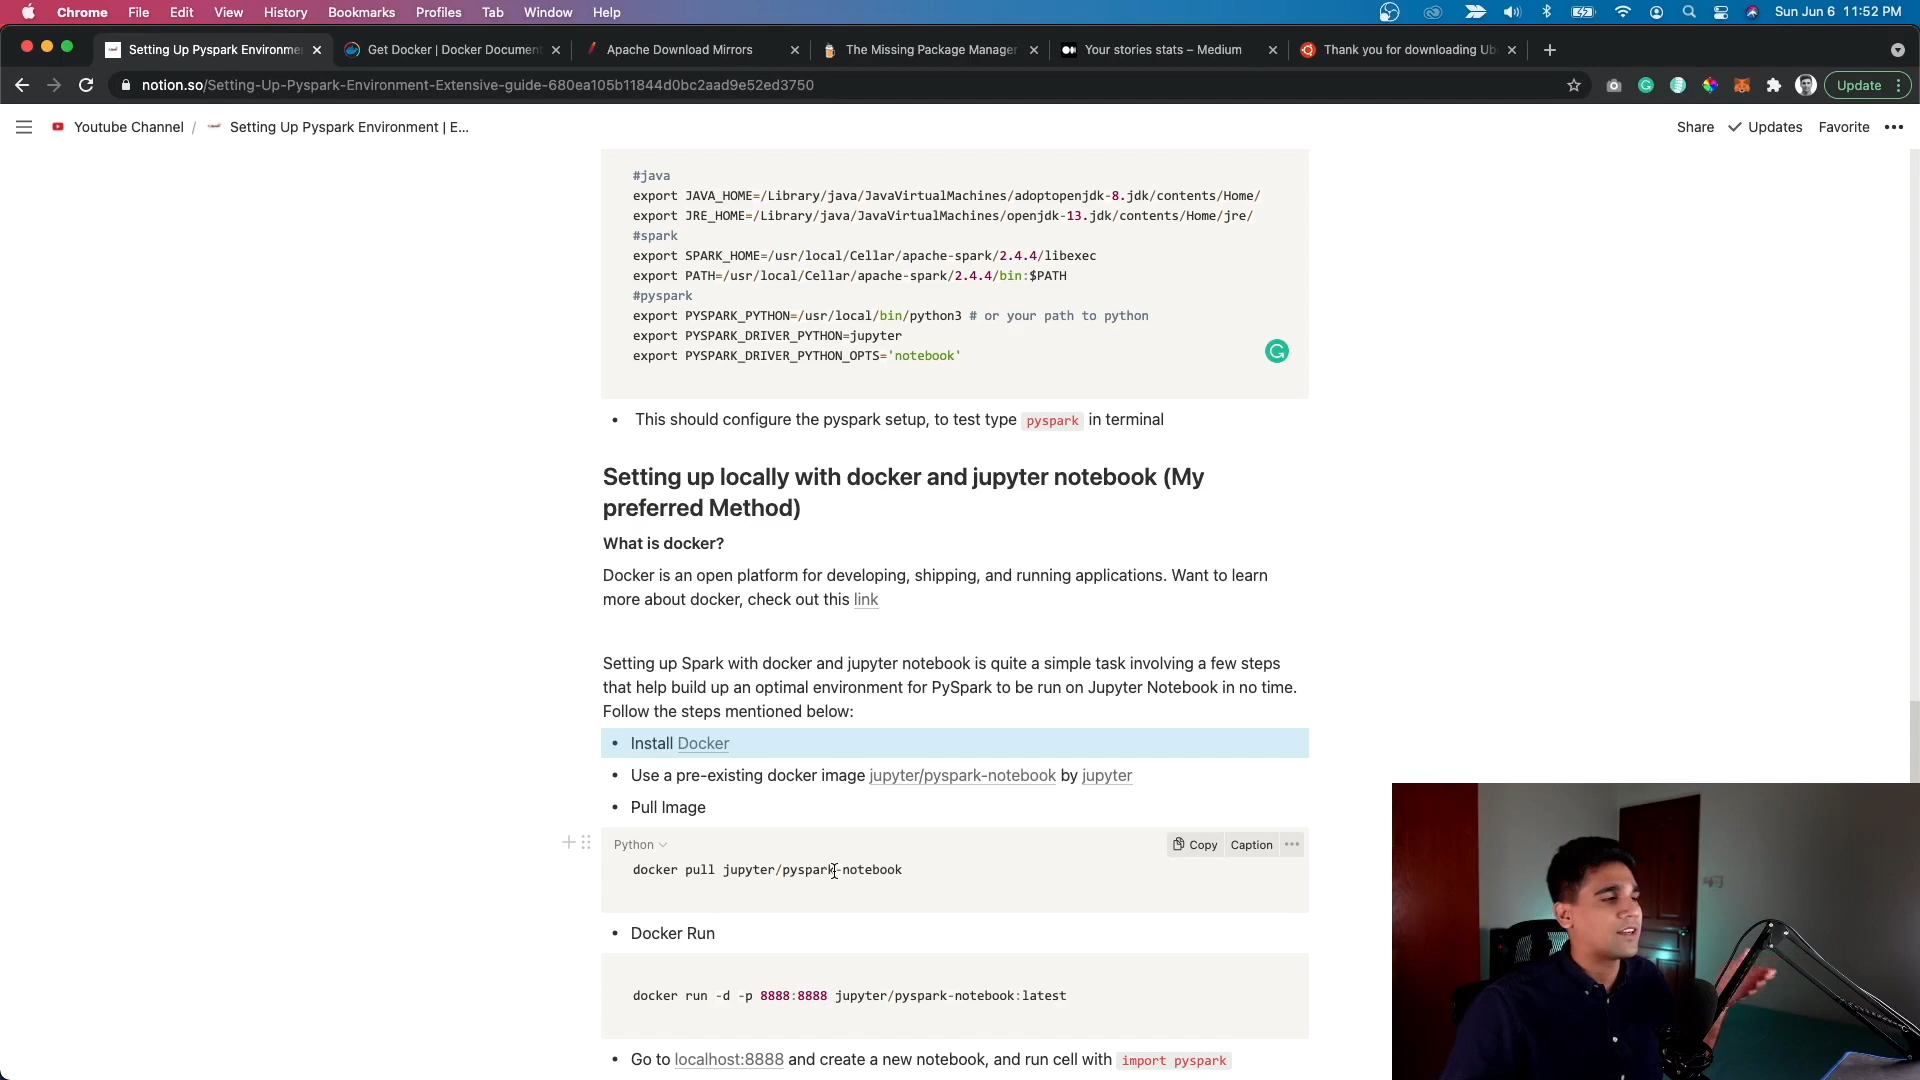 Chrome File Edit View History Bookmarks Profiles Tab Window Help Sun Jun 6 11:52 PM
Setting Up Pyspark Environme Get Docker | Docker Document Apache Download Mirrors The Missing Package Manager Your stories stats – Medium Thank you for downloading Ub
notion.so/Setting-Up-Pyspark-Environment-Extensive-guide-680ea105b11844d0bc2aad9e52ed3750 Update
Youtube Channel / Setting Up Pyspark Environment | E... Share Updates Favorite
#java
export JAVA_HOME=/Library/java/JavaVirtualMachines/adoptopenjdk-8.jdk/contents/Home/
export JRE_HOME=/Library/java/JavaVirtualMachines/openjdk-13.jdk/contents/Home/jre/
#spark
export SPARK_HOME=/usr/local/Cellar/apache-spark/2.4.4/libexec
export PATH=/usr/local/Cellar/apache-spark/2.4.4/bin:$PATH
#pyspark
export PYSPARK_PYTHON=/usr/local/bin/python3 # or your path to python
export PYSPARK_DRIVER_PYTHON=jupyter
export PYSPARK_DRIVER_PYTHON_OPTS='notebook'
• This should configure the pyspark setup, to test type pyspark in terminal
Setting up locally with docker and jupyter notebook (My
preferred Method)
What is docker?
Docker is an open platform for developing, shipping, and running applications. Want to learn
more about docker, check out this link
Setting up Spark with docker and jupyter notebook is quite a simple task involving a few steps
that help build up an optimal environment for PySpark to be run on Jupyter Notebook in no time.
Follow the steps mentioned below:
• Install Docker
• Use a pre-existing docker image jupyter/pyspark-notebook by jupyter
• Pull Image
Python Copy Caption
docker pull jupyter/pyspark-notebook
• Docker Run
docker run -d -p 8888:8888 jupyter/pyspark-notebook:latest
• Go to localhost:8888 and create a new notebook, and run cell with import pyspark